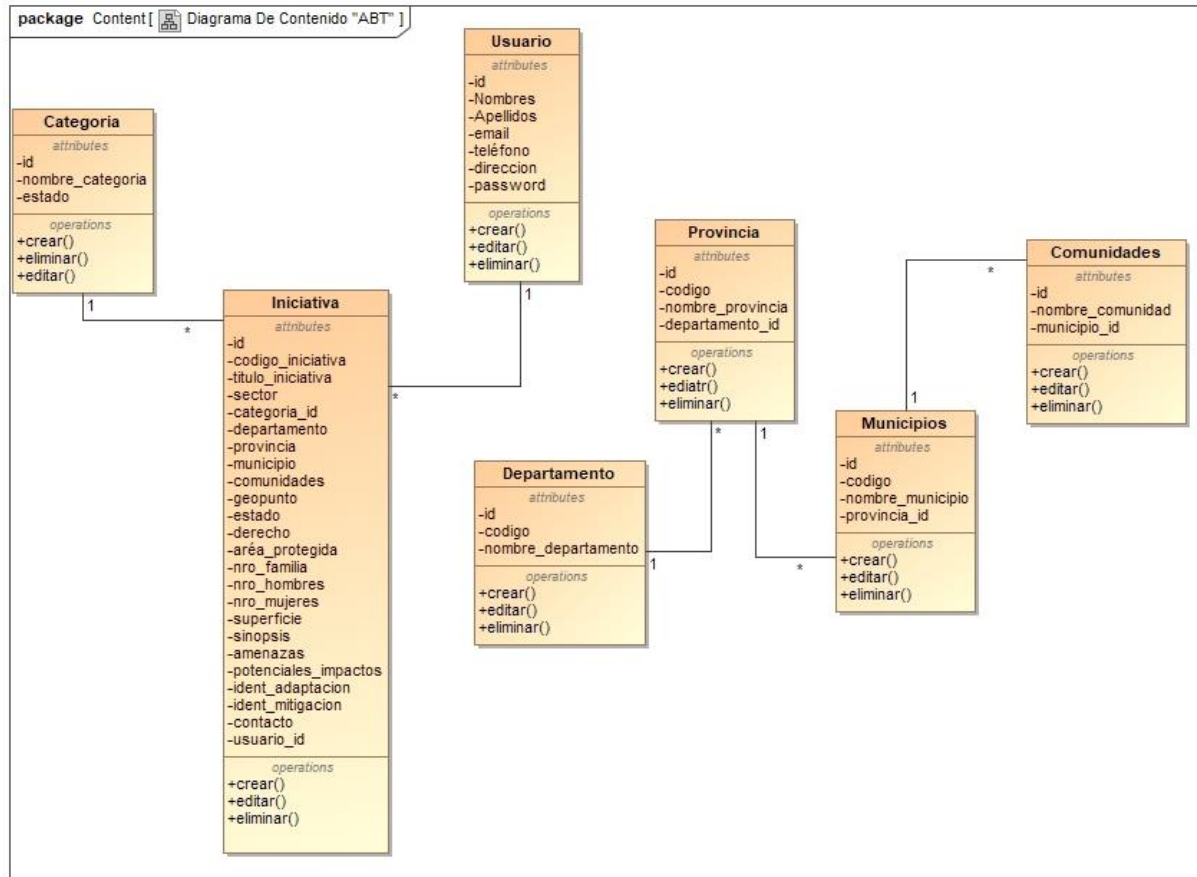 package Content [ Diagrama De Contenido "ABT" ]
Categoria
attributes
-id
-nombre_categoria
-estado
operations
+crear()
+eliminar()
+editar()
1
*
Usuario
attributes
-id
-Nombres
-Apellidos
-email
-teléfono
-direccion
-password
operations
+crear()
+editar()
+eliminar()
1
*
Iniciativa
attributes
-id
-codigo_iniciativa
-titulo_iniciativa
-sector
-categoria_id
-departamento
-provincia
-municipio
-comunidades
-geopunto
-estado
-derecho
-aréa_protegida
-nro_familia
-nro_hombres
-nro_mujeres
-superficie
-sinopsis
-amenazas
-potenciales_impactos
-ident_adaptacion
-ident_mitigacion
-contacto
-usuario_id
operations
+crear()
+editar()
+eliminar()
Provincia
attributes
-id
-codigo
-nombre_provincia
-departamento_id
operations
+crear()
+ediatr()
+eliminar()
*
1
Departamento
attributes
-id
-codigo
-nombre_departamento
operations
+crear()
+editar()
+eliminar()
1
*
Comunidades
attributes
-id
-nombre_comunidad
-municipio_id
operations
+crear()
+editar()
+eliminar()
*
1
Municipios
attributes
-id
-codigo
-nombre_municipio
-provincia_id
operations
+crear()
+editar()
+eliminar()